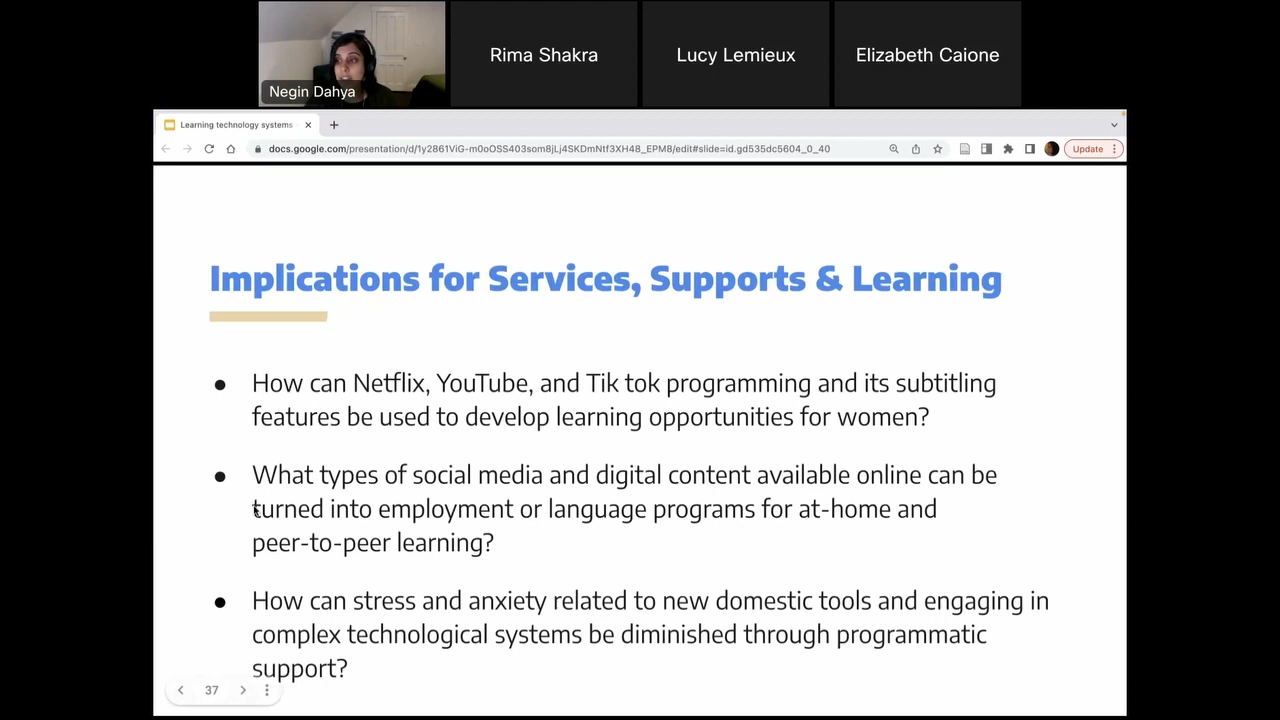 Negin Dahya
Rima Shakra
Lucy Lemieux
Elizabeth Caione
Learning technology systems
docs.google.com/presentation/d/1y2861ViG-m0oOSS403som8jLj4SKDmNtf3XH48_EPM8/edit#slide=id.gd535dc5604_0_40
Update
Implications for Services, Supports & Learning
● How can Netflix, YouTube, and Tik tok programming and its subtitling
features be used to develop learning opportunities for women?
● What types of social media and digital content available online can be
turned into employment or language programs for at-home and
peer-to-peer learning?
● How can stress and anxiety related to new domestic tools and engaging in
complex technological systems be diminished through programmatic
support?
37